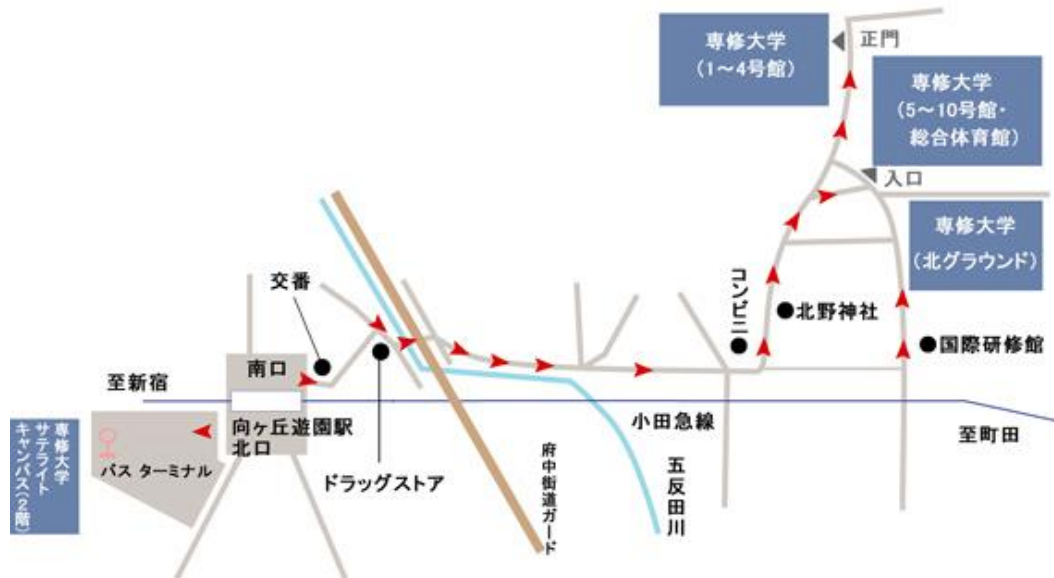 専修大学
(1〜4号館)
正門
専修大学
(5〜10号館・
総合体育館)
入口
専修大学
(北グラウンド)
コンビニ
北野神社
国際研修館
交番
南口
至新宿
向ヶ丘遊園駅
北口
小田急線
至町田
専修大学
サテライト
キャンパス(2階)
バス ターミナル
ドラッグストア
府中街道ガード
五反田川